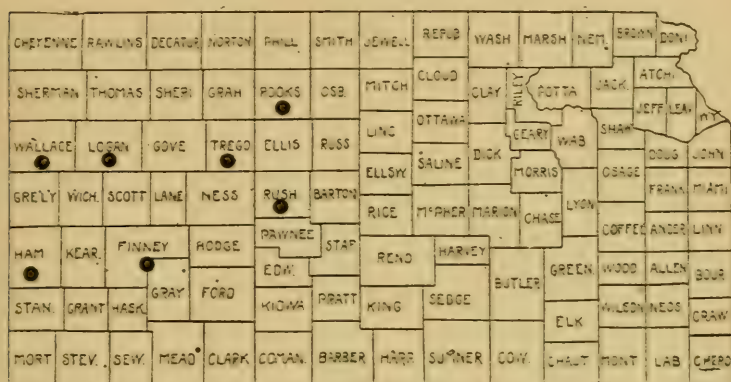 CHEYENNE RAWLINS DECATUR NORTON PHILL SMITH JEWELL REPUB WASH MARSH NEM. BROWN DONI
SHERMAN THOMAS SHERI GRAH ROOKS OSB. MITCH CLOUD CLAY RILEY POTTA JACK. ATCHI
OTTAWA JEFF LEAV WY.
WALLACE LOGAN GOVE TREGO ELLIS RUSS LINC GEARY WAB SHAW
SALINE DICK DOUG JOHN
ELLSW MORRIS OSAGE
GRELY WICH. SCOTT LANE NESS RUSH BARTON FRANK MIAMI
RICE McPHER MARION CHASE LYON
COFFEE ANDER LINN
PAWNEE STAF
HAM KEAR. FINNEY HODGE RENO HARVEY
EDW. BUTLER GREEN. WOOD ALLEN BOUR
GRAY FORD
STAN. GRANT HASK. KIOWA PRATT KING SEDGE WILSON NEOS CRAW
ELK
MORT STEV. SEW. MEAD CLARK COMAN. BARBER HARP SUMNER COW. CHAUT MONT LAB CHERO